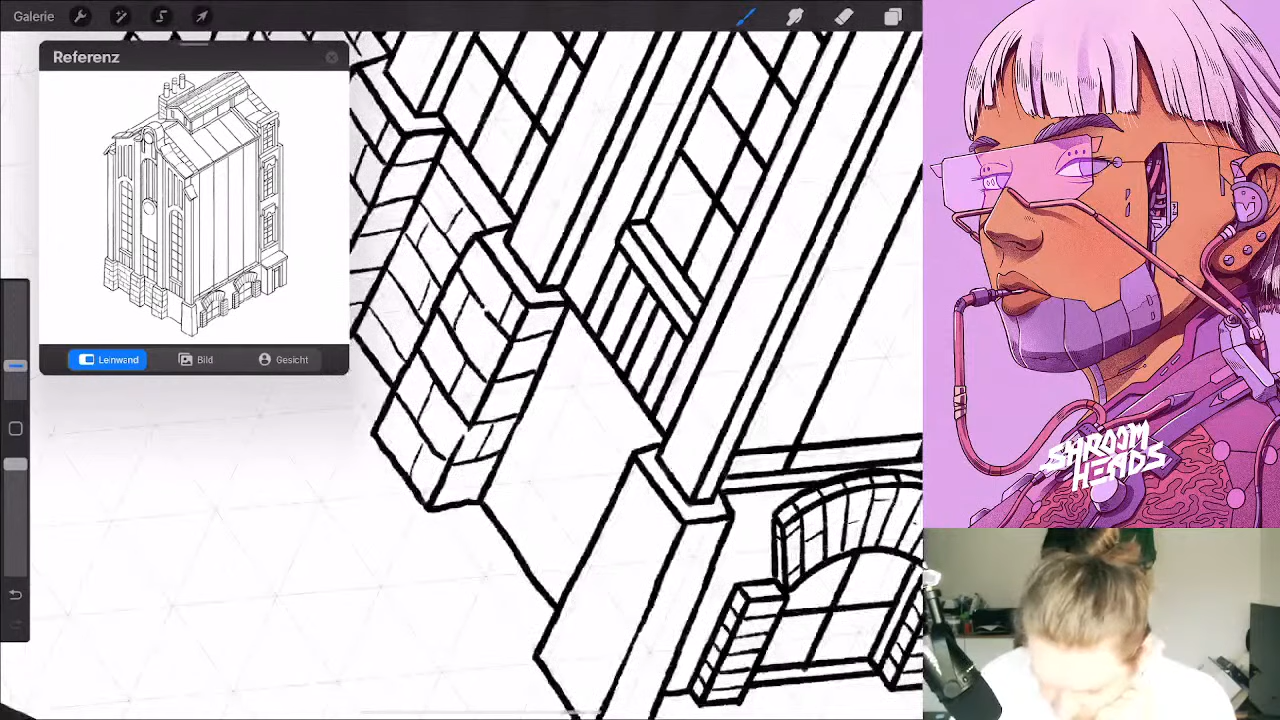 Galerie
Referenz
Leinwand
Bild
Gesicht
SHROOM
HEADS